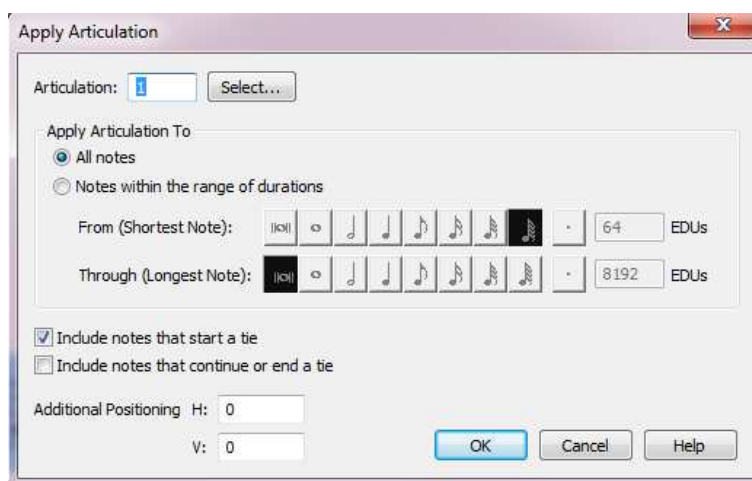 Apply Articulation
Articulation: 1 Select...
Apply Articulation To
All notes
Notes within the range of durations
From (Shortest Note): 64 EDUs
Through (Longest Note): 8192 EDUs
Include notes that start a tie
Include notes that continue or end a tie
Additional Positioning H: 0
V: 0 OK Cancel Help